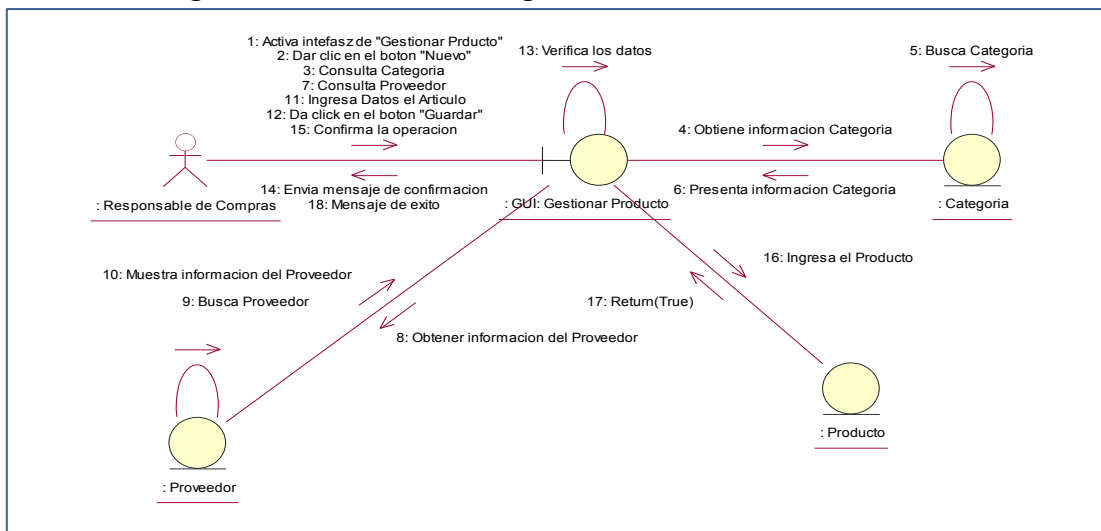 1: Activa intefasz de "Gestionar Prducto"
2: Dar clic en el boton "Nuevo"
3: Consulta Categoria
7: Consulta Proveedor
11: Ingresa Datos el Articulo
12: Da click en el boton "Guardar"
15: Confirma la operacion
13: Verifica los datos
5: Busca Categoria
4: Obtiene informacion Categoria
14: Envia mensaje de confirmacion
18: Mensaje de exito
6: Presenta informacion Categoria
: Responsable de Compras
: GUI: Gestionar Producto
: Categoria
10: Muestra informacion del Proveedor
9: Busca Proveedor
16: Ingresa el Producto
17: Return(True)
8: Obtener informacion del Proveedor
: Producto
: Proveedor